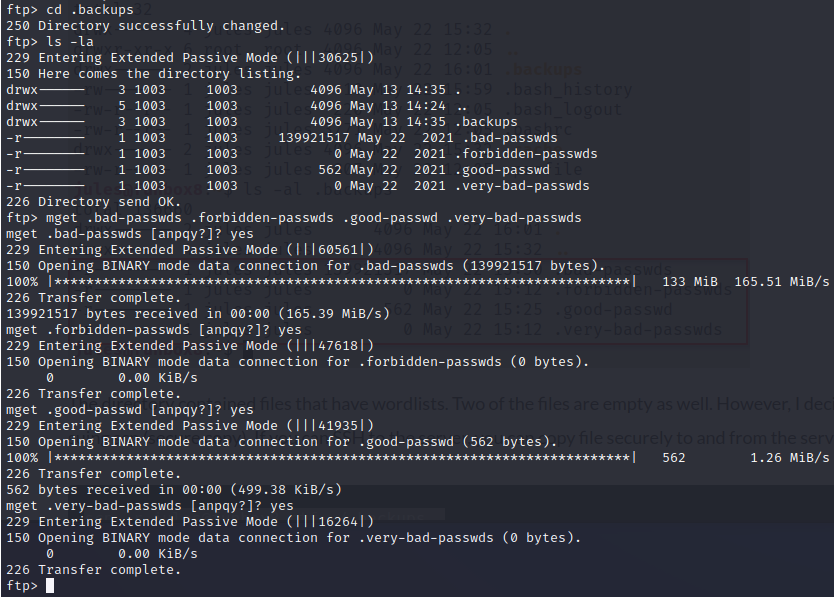 ftp> cd .backups
250 Directory successfully changed.
ftp> ls -la
229 Entering Extended Passive Mode (|||30625|)
150 Here comes the directory listing.
drwx------ 3 1003 1003 4096 May 13 14:35 .
drwx------ 5 1003 1003 4096 May 13 14:24 ..
drwx------ 3 1003 1003 4096 May 13 14:35 .backups
-r-------- 1 1003 1003 139921517 May 22 2021 .bad-passwds
-r-------- 1 1003 1003 0 May 22 2021 .forbidden-passwds
-r-------- 1 1003 1003 562 May 22 2021 .good-passwd
-r-------- 1 1003 1003 0 May 22 2021 .very-bad-passwds
226 Directory send OK.
ftp> mget .bad-passwds .forbidden-passwds .good-passwd .very-bad-passwds
mget .bad-passwds [anpqy?]? yes
229 Entering Extended Passive Mode (|||60561|)
150 Opening BINARY mode data connection for .bad-passwds (139921517 bytes).
100% |************************************************************************| 133 MiB 165.51 MiB/s
226 Transfer complete.
139921517 bytes received in 00:00 (165.39 MiB/s)
mget .forbidden-passwds [anpqy?]? yes
229 Entering Extended Passive Mode (|||47618|)
150 Opening BINARY mode data connection for .forbidden-passwds (0 bytes).
0 0.00 KiB/s
226 Transfer complete.
mget .good-passwd [anpqy?]? yes
229 Entering Extended Passive Mode (|||41935|)
150 Opening BINARY mode data connection for .good-passwd (562 bytes).
100% |************************************************************************| 562 1.26 MiB/s
226 Transfer complete.
562 bytes received in 00:00 (499.38 KiB/s)
mget .very-bad-passwds [anpqy?]? yes
229 Entering Extended Passive Mode (|||16264|)
150 Opening BINARY mode data connection for .very-bad-passwds (0 bytes).
0 0.00 KiB/s
226 Transfer complete.
ftp>